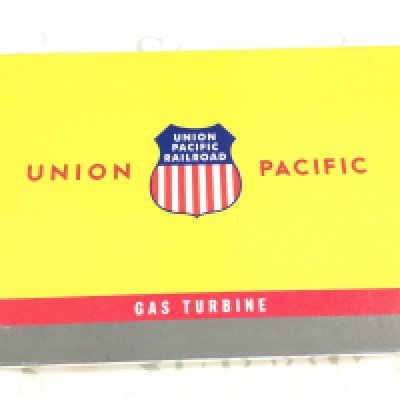 UNION
UNION
PACIFIC
RAILROAD
PACIFIC
GAS TURBINE